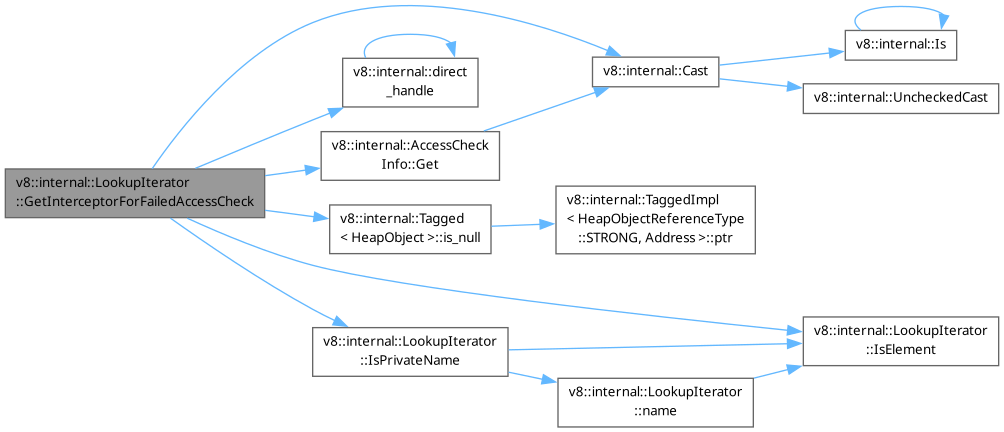 v8::internal::LookupIterator
::GetInterceptorForFailedAccessCheck
v8::internal::direct
_handle
v8::internal::AccessCheck
Info::Get
v8::internal::Tagged
< HeapObject >::is_null
v8::internal::LookupIterator
::IsPrivateName
v8::internal::Cast
v8::internal::TaggedImpl
< HeapObjectReferenceType
::STRONG, Address >::ptr
v8::internal::LookupIterator
::name
v8::internal::Is
v8::internal::UncheckedCast
v8::internal::LookupIterator
::IsElement